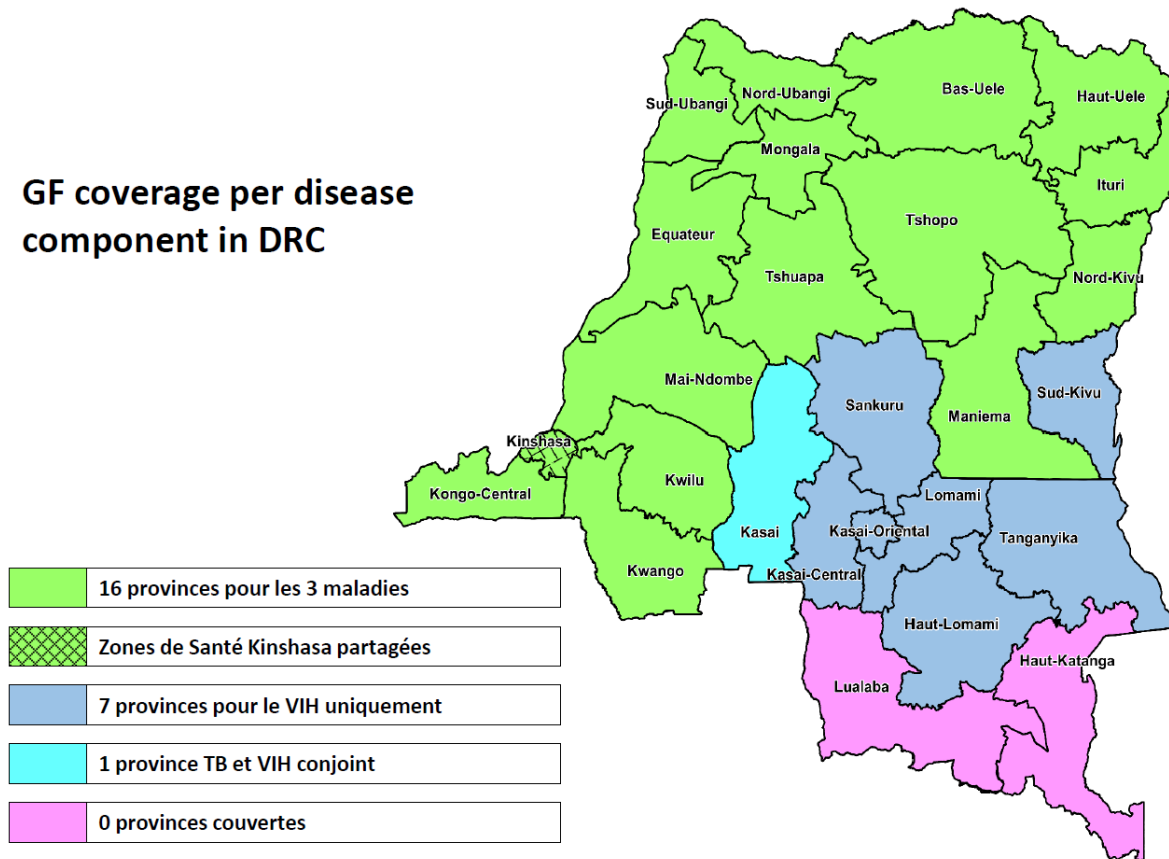 GF coverage per disease
component in DRC
Nord-Ubangi
Sud-Ubangi
Bas-Uele
Haut-Uele
Mongala
Ituri
Equateur
Tshopo
Tshuapa
Nord-Kivu
Mai-Ndombe
Sankuru
Maniema
Sud-Kivu
Kinshasa
Kongo-Central
Kwilu
Lomami
Kasai
Kasai-Oriental
Tanganyika
Kwango
Kasai-Central
Haut-Lomami
Haut-Katanga
Lualaba
16 provinces pour les 3 maladies
Zones de Santé Kinshasa partagées
7 provinces pour le VIH uniquement
1 province TB et VIH conjoint
0 provinces couvertes